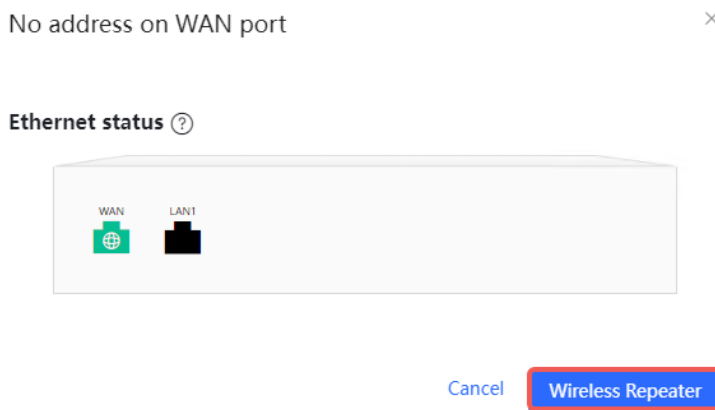 No address on WAN port
Ethernet status ?
WAN LAN1
Cancel Wireless Repeater